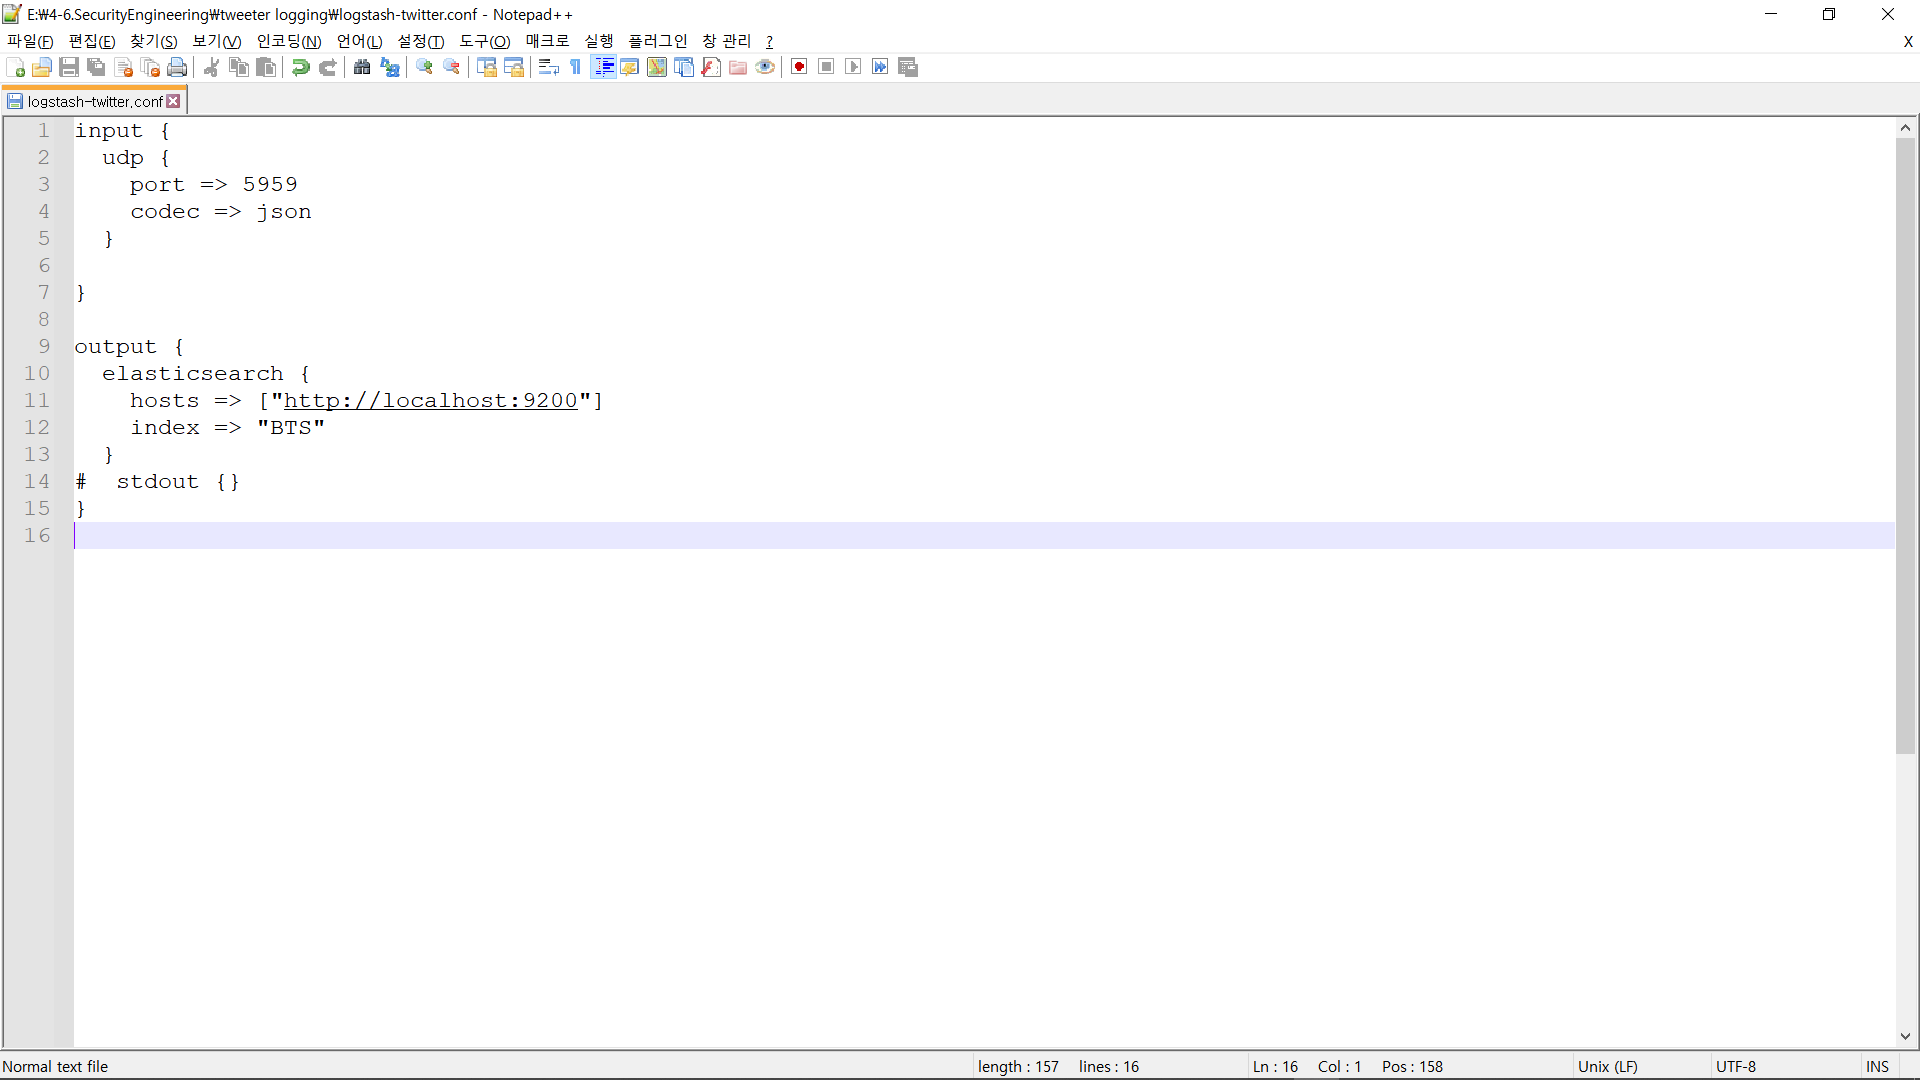 E:₩4-6.SecurityEngineering₩tweeter logging₩logstash-twitter.conf - Notepad++
파일(F) 편집(E) 찾기(S) 보기(V) 인코딩(N) 언어(L) 설정(T) 도구(O) 매크로 실행 플러그인 창 관리 ? X
logstash-twitter.conf
1 input {
2   udp {
3     port => 5959
4     codec => json
5   }
6
7 }
8
9 output {
10   elasticsearch {
11     hosts => ["http://localhost:9200"]
12     index => "BTS"
13   }
14 #  stdout {}
15 }
16
Normal text file length : 157 lines : 16 Ln : 16 Col : 1 Pos : 158 Unix (LF) UTF-8 INS